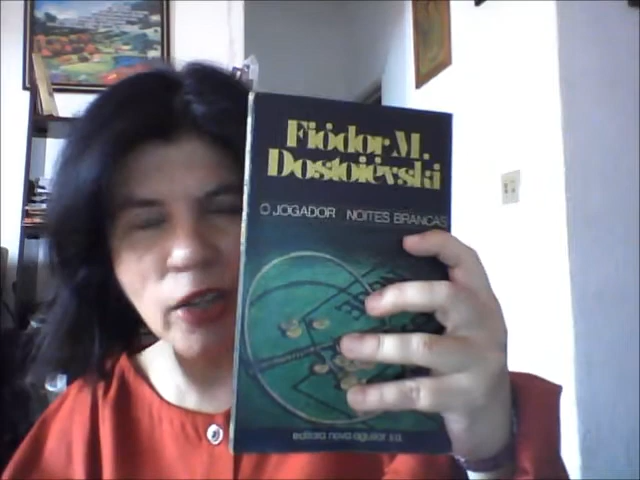 Fiódor M.
Dostoiévski
O JOGADOR / NOITES BRANCAS
editora nova aguilar s.a.